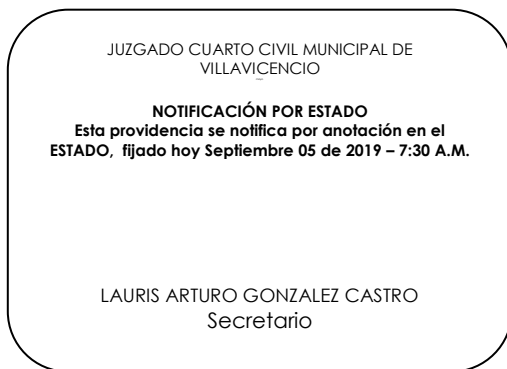 JUZGADO CUARTO CIVIL MUNICIPAL DE
VILLAVICENCIO
NOTIFICACIÓN POR ESTADO
Esta providencia se notifica por anotación en el
ESTADO, fijado hoy Septiembre 05 de 2019 – 7:30 A.M.
LAURIS ARTURO GONZALEZ CASTRO
Secretario